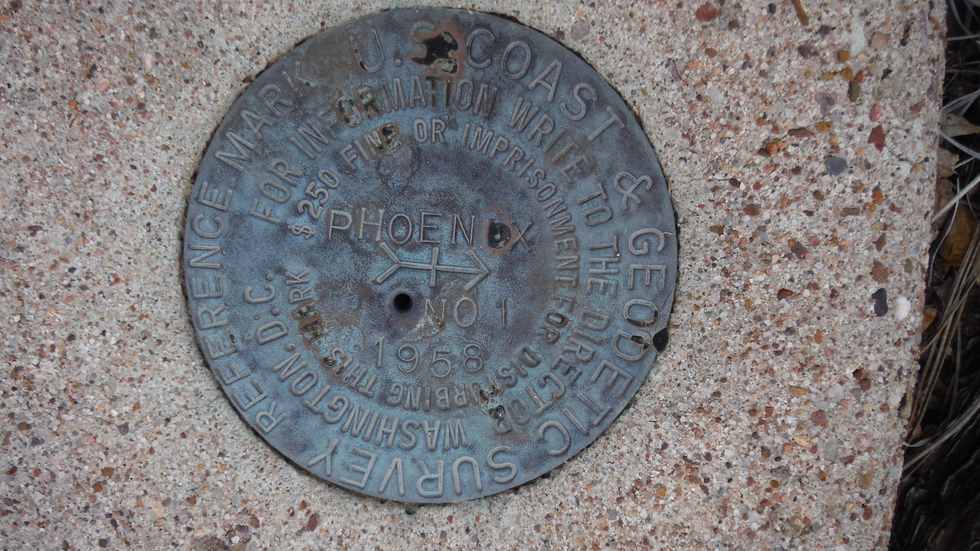 U.S. COAST & GEODETIC SURVEY
REFERENCE MARK
FOR INFORMATION WRITE TO THE DIRECTOR
WASHINGTON, D.C.
$250 FINE OR IMPRISONMENT FOR DISTURBING THIS MARK
PHOENIX
NO 1
1958